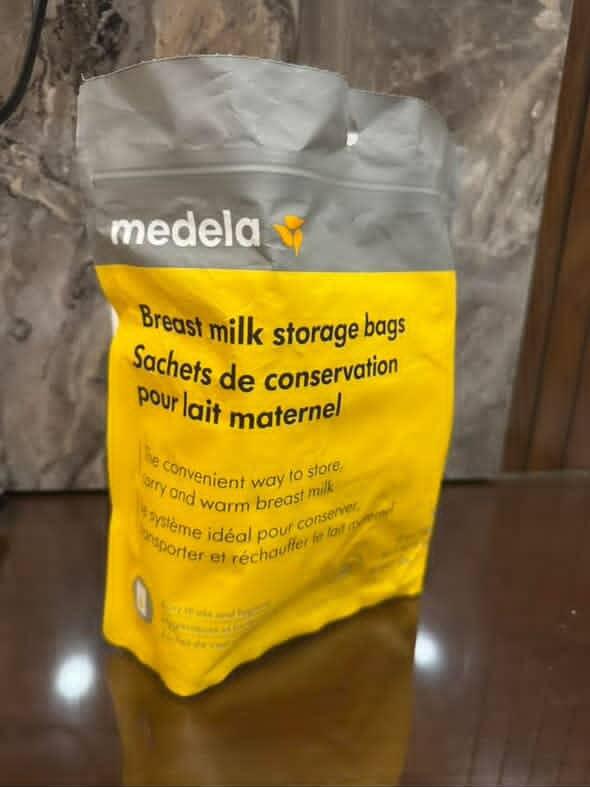 medela
Breast milk storage bags
Sachets de conservation
pour lait maternel
The convenient way to store,
carry and warm breast milk
système idéal pour conserver,
transporter et réchauffer le lait maternel